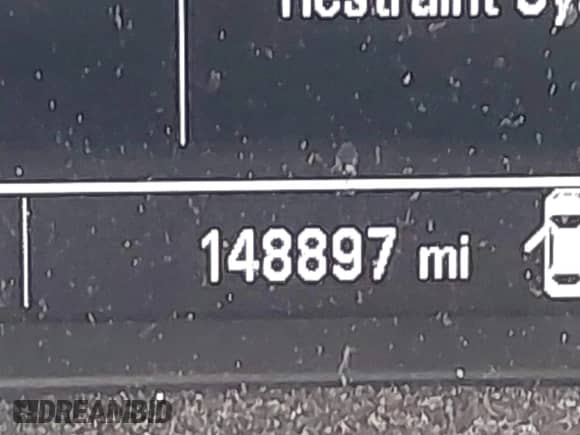 Restraint Sy
148897 mi
DREAMBID